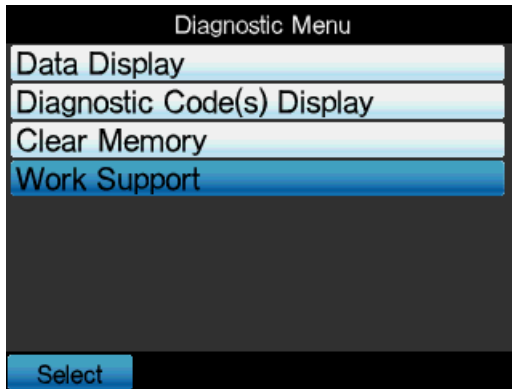 Diagnostic Menu
Data Display
Diagnostic Code(s) Display
Clear Memory
Work Support
Select